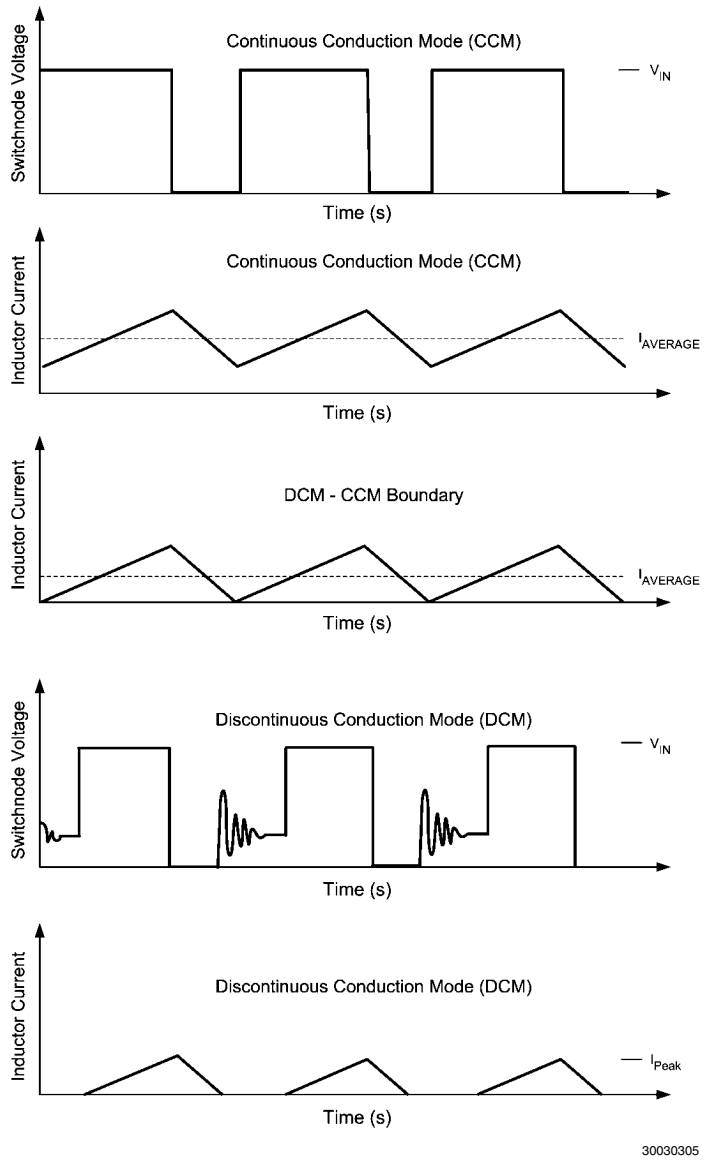 Switchnode Voltage
Continuous Conduction Mode (CCM)
V_IN
Time (s)
Inductor Current
Continuous Conduction Mode (CCM)
I_AVERAGE
Time (s)
Inductor Current
DCM - CCM Boundary
I_AVERAGE
Time (s)
Switchnode Voltage
Discontinuous Conduction Mode (DCM)
V_IN
Time (s)
Inductor Current
Discontinuous Conduction Mode (DCM)
I_Peak
Time (s)
30030305